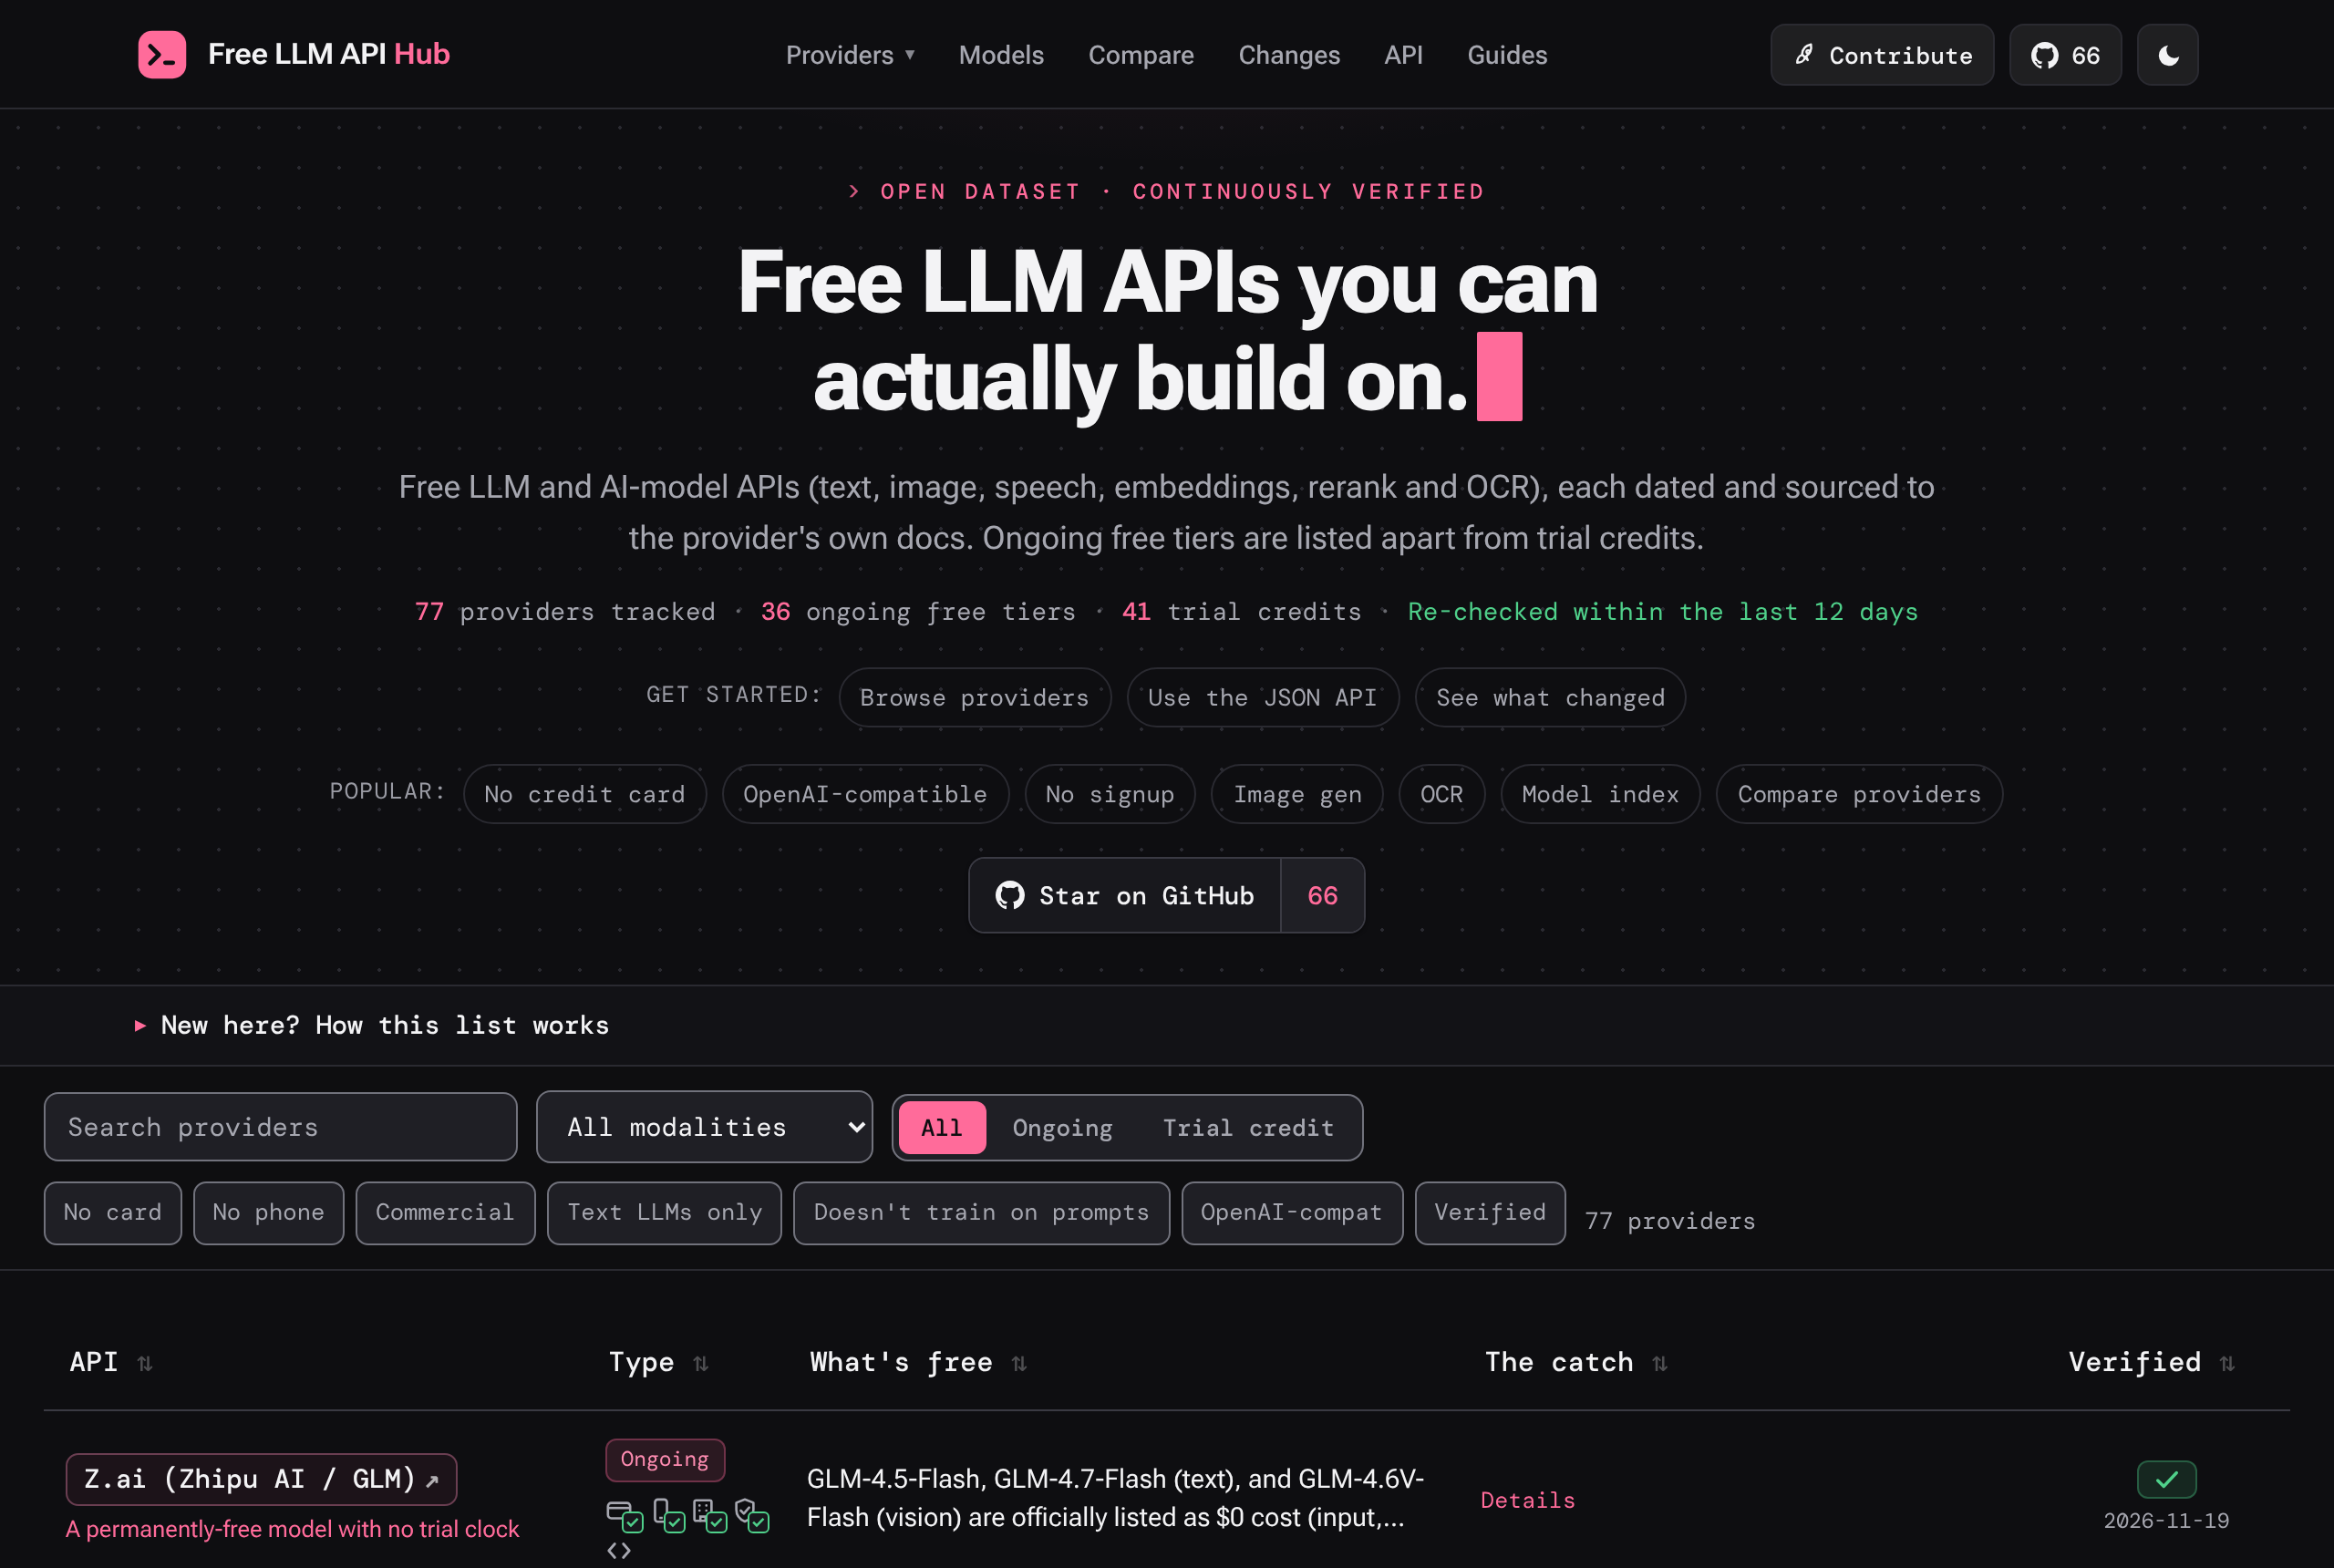 Free LLM API Hub
Providers ▾
Models
Compare
Changes
API
Guides
Contribute
66
> OPEN DATASET · CONTINUOUSLY VERIFIED
Free LLM APIs you can
actually build on.
Free LLM and AI-model APIs (text, image, speech, embeddings, rerank and OCR), each dated and sourced to
the provider's own docs. Ongoing free tiers are listed apart from trial credits.
77 providers tracked · 36 ongoing free tiers · 41 trial credits · Re-checked within the last 12 days
GET STARTED:
Browse providers
Use the JSON API
See what changed
POPULAR:
No credit card
OpenAI-compatible
No signup
Image gen
OCR
Model index
Compare providers
Star on GitHub
66
▸ New here? How this list works
Search providers
All modalities
All
Ongoing
Trial credit
No card
No phone
Commercial
Text LLMs only
Doesn't train on prompts
OpenAI-compat
Verified
77 providers
API ⇅
Type ⇅
What's free ⇅
The catch ⇅
Verified ⇅
Z.ai (Zhipu AI / GLM) ↗
A permanently-free model with no trial clock
Ongoing
GLM-4.5-Flash, GLM-4.7-Flash (text), and GLM-4.6V-
Flash (vision) are officially listed as $0 cost (input,...
Details
2026-11-19